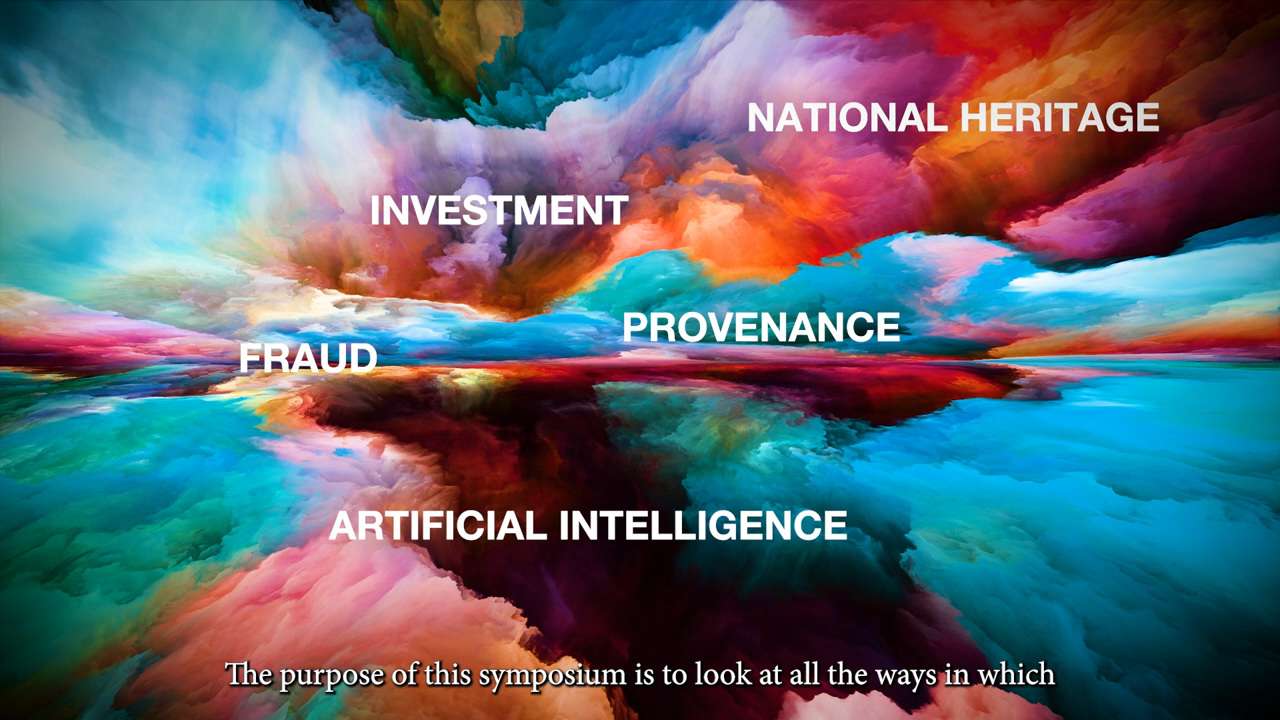 NATIONAL HERITAGE
INVESTMENT
PROVENANCE
FRAUD
ARTIFICIAL INTELLIGENCE
The purpose of this symposium is to look at all the ways in which